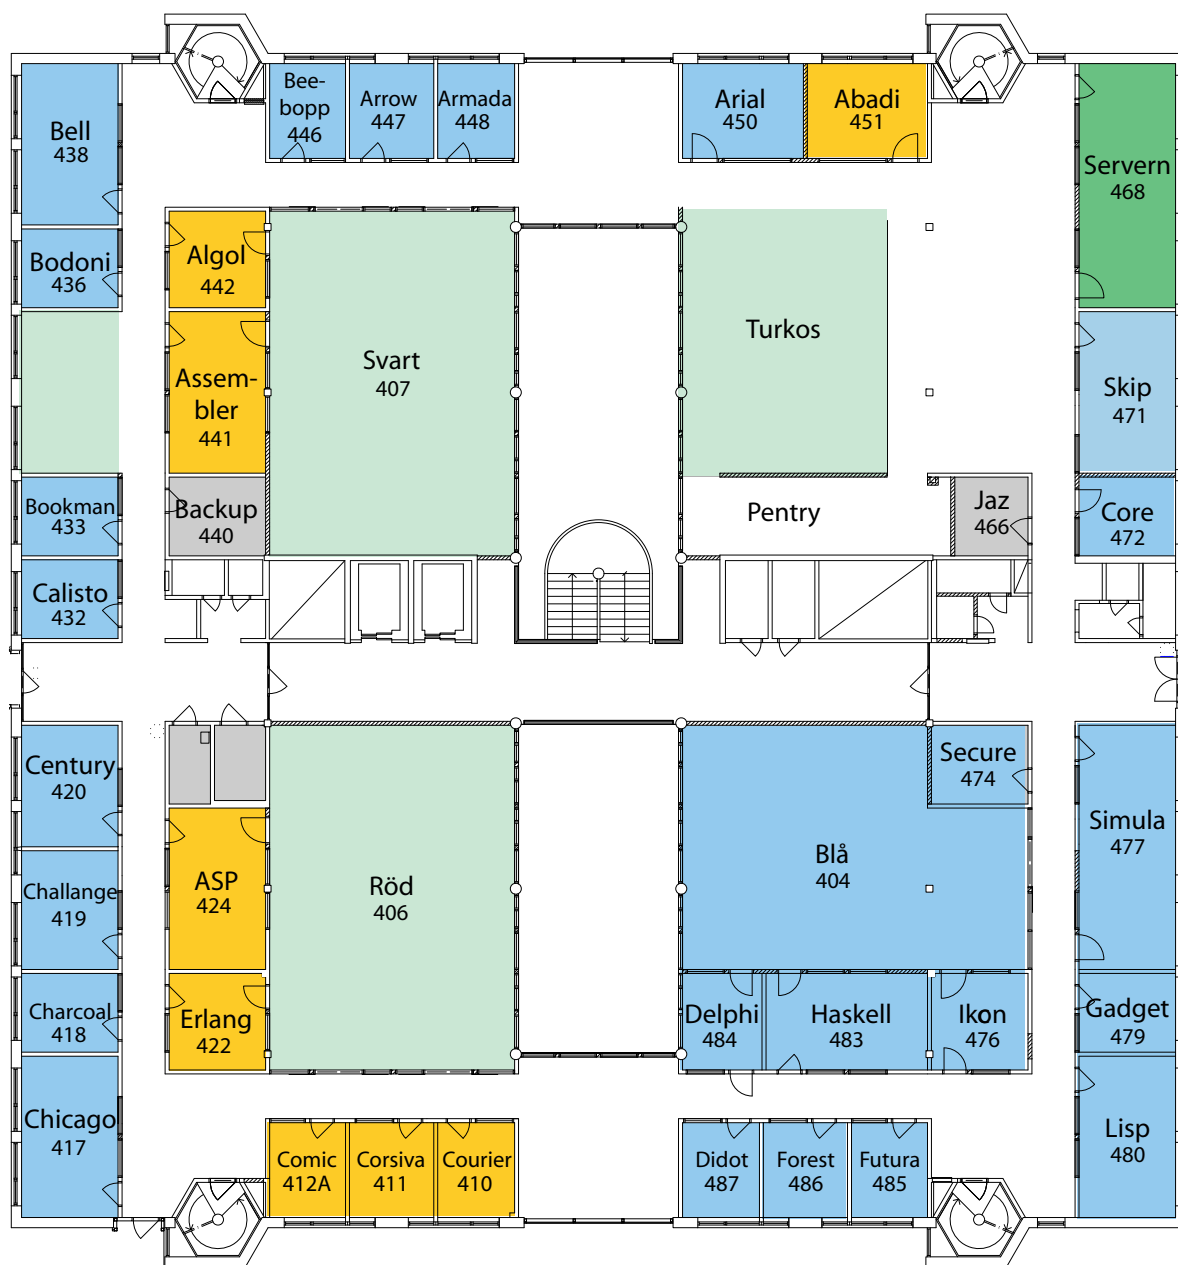 Bee-
bopp
446
Arrow
447
Armada
448
Arial
450
Abadi
451
Bell
438
Servern
468
Algol
442
Bodoni
436
Svart
407
Turkos
Assem-
bler
441
Skip
471
Bookman
433
Backup
440
Pentry
Jaz
466
Core
472
Calisto
432
Century
420
Secure
474
Simula
477
Challange
419
ASP
424
Röd
406
Blå
404
Charcoal
418
Erlang
422
Delphi
484
Haskell
483
Ikon
476
Gadget
479
Chicago
417
Comic
412A
Corsiva
411
Courier
410
Didot
487
Forest
486
Futura
485
Lisp
480